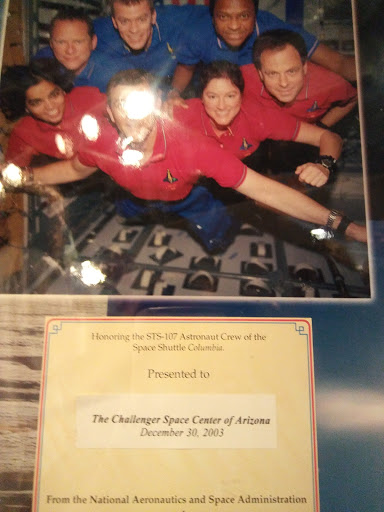 Honoring the STS-107 Astronaut Crew of the
Space Shuttle Columbia.
Presented to
The Challenger Space Center of Arizona
December 30, 2003
From the National Aeronautics and Space Administration